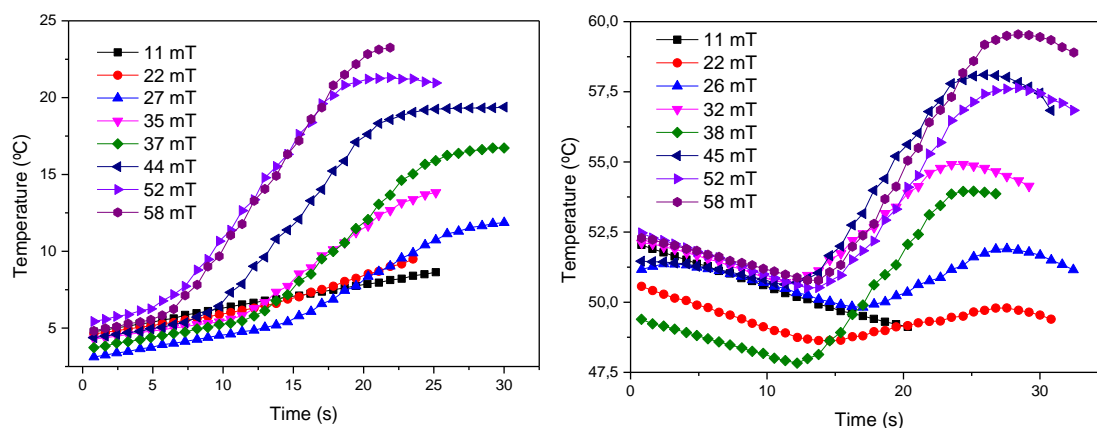 25
20
15
10
5
0 5 10 15 20 25 30
Temperature (ºC)
Time (s)
11 mT
22 mT
27 mT
35 mT
37 mT
44 mT
52 mT
58 mT
60,0
57,5
55,0
52,5
50,0
47,5
0 10 20 30
Temperature (ºC)
Time (s)
11 mT
22 mT
26 mT
32 mT
38 mT
45 mT
52 mT
58 mT